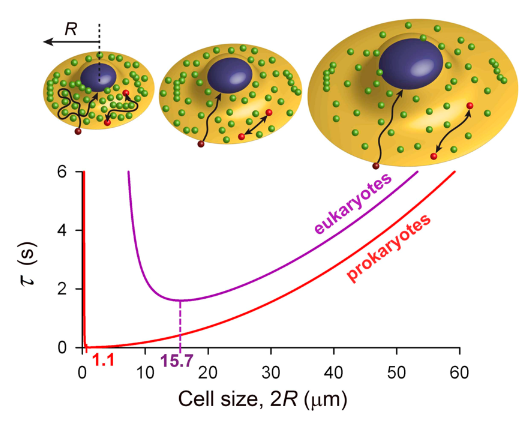 R
6
4
2
0
τ (s)
eukaryotes
prokaryotes
0
1.1
10
15.7
20
30
40
50
60
Cell size, 2R (μm)